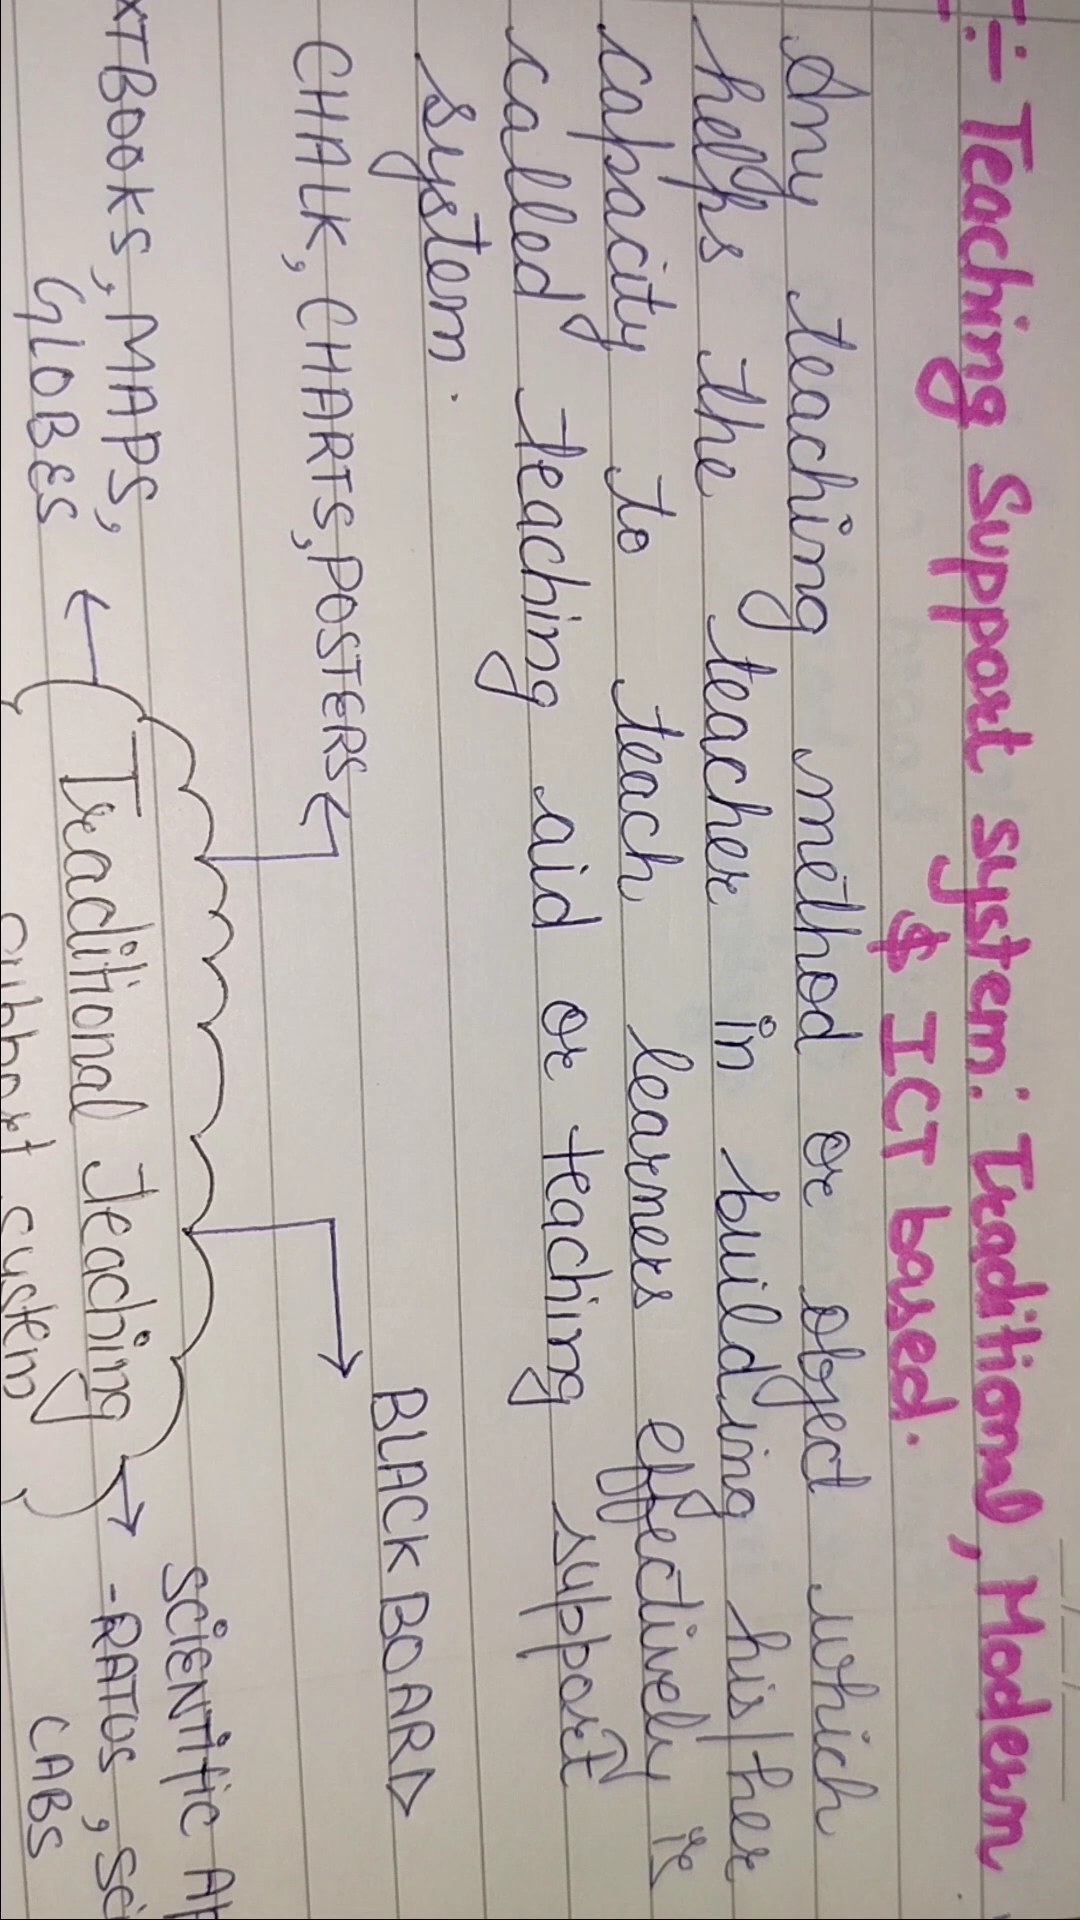 :- Teaching Support system: Traditional, Modern
& ICT based.
Any teaching method or object which
helps the teacher in building his/her
capacity to teach learners effectively is
called teaching aid or teaching support
system.
BLACK BOARD
CHALK, CHARTS, POSTERS
SCIENTIFIC AP
XTBOOKS, MAPS,
GLOBES
Traditional Teaching
Support system
-RATUS, SCI
LABS